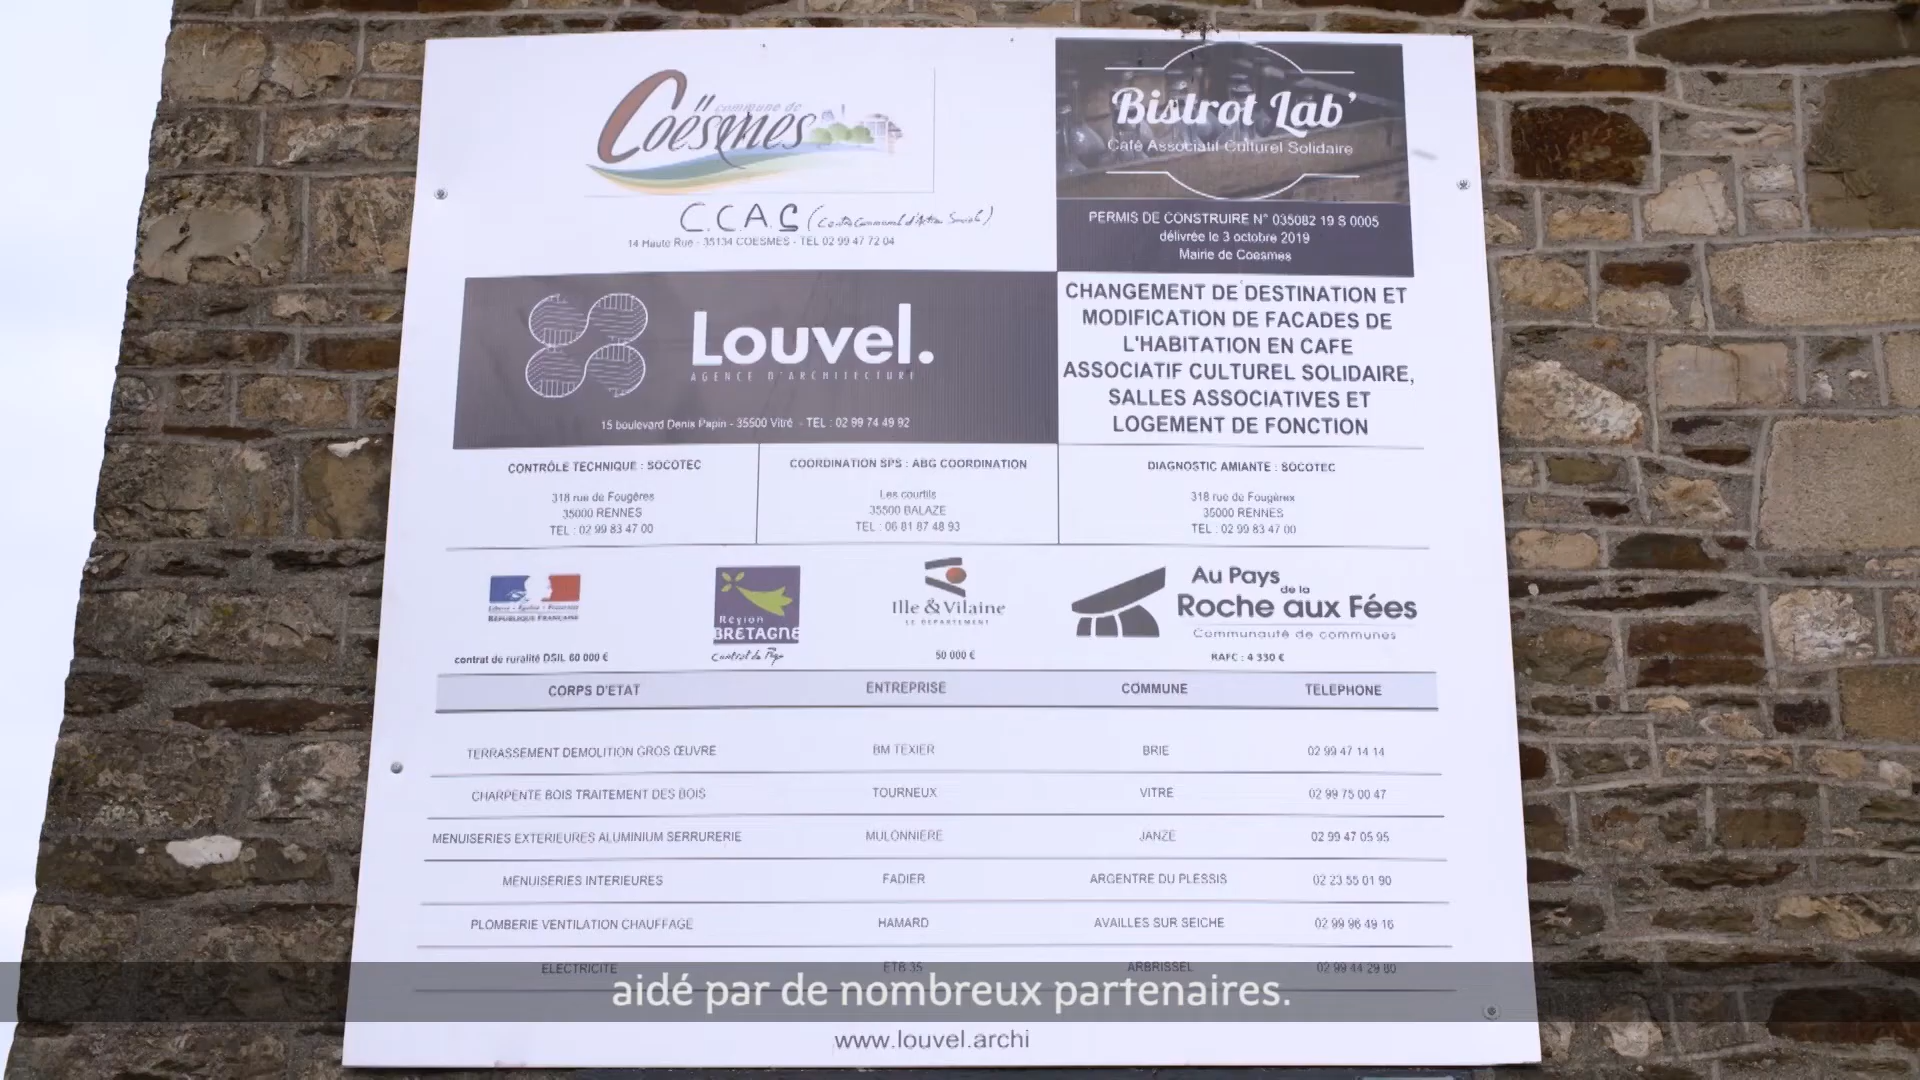 commune de
Coësmes
C.C.A.S (Centre Communal d'Action Sociale)
14 Haute Rue - 35134 COESMES - TEL 02 99 47 72 04
Bistrot Lab'
Café Associatif Culturel Solidaire
PERMIS DE CONSTRUIRE N° 035082 19 S 0005
délivrée le 3 octobre 2019
Mairie de Coesmes
Louvel.
AGENCE D'ARCHITECTURE
15 boulevard Denis Papin - 35500 Vitré - TEL : 02 99 74 49 92
CHANGEMENT DE DESTINATION ET
MODIFICATION DE FACADES DE
L'HABITATION EN CAFE
ASSOCIATIF CULTUREL SOLIDAIRE,
SALLES ASSOCIATIVES ET
LOGEMENT DE FONCTION
CONTRÔLE TECHNIQUE : SOCOTEC
318 rue de Fougères
35000 RENNES
TEL : 02 99 83 47 00
COORDINATION SPS : ABG COORDINATION
Les courtils
35500 BALAZE
TEL : 06 81 87 48 93
DIAGNOSTIC AMIANTE : SOCOTEC
318 rue de Fougères
35000 RENNES
TEL : 02 99 83 47 00
Liberté • Égalité • Fraternité
RÉPUBLIQUE FRANÇAISE
contrat de ruralité DSIL 60 000 €
Région
BRETAGNE
Contrat de Pays
Ille & Vilaine
LE DÉPARTEMENT
50 000 €
Au Pays
de la
Roche aux Fées
Communauté de communes
RAFC : 4 330 €
CORPS D'ETAT ENTREPRISE COMMUNE TELEPHONE
TERRASSEMENT DEMOLITION GROS ŒUVRE BM TEXIER BRIE 02 99 47 14 14
CHARPENTE BOIS TRAITEMENT DES BOIS TOURNEUX VITRE 02 99 75 00 47
MENUISERIES EXTERIEURES ALUMINIUM SERRURERIE MULONNIERE JANZE 02 99 47 05 95
MENUISERIES INTERIEURES FADIER ARGENTRE DU PLESSIS 02 23 55 01 90
PLOMBERIE VENTILATION CHAUFFAGE HAMARD AVAILLES SUR SEICHE 02 99 96 49 16
ELECTRICITE ETB 35 ARBRISSEL 02 99 44 29 80
aidé par de nombreux partenaires.
www.louvel.archi